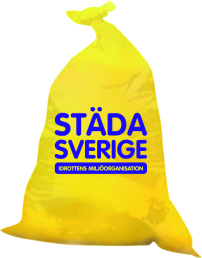 STÄDA
SVERIGE
IDROTTENS MILJÖORGANISATION